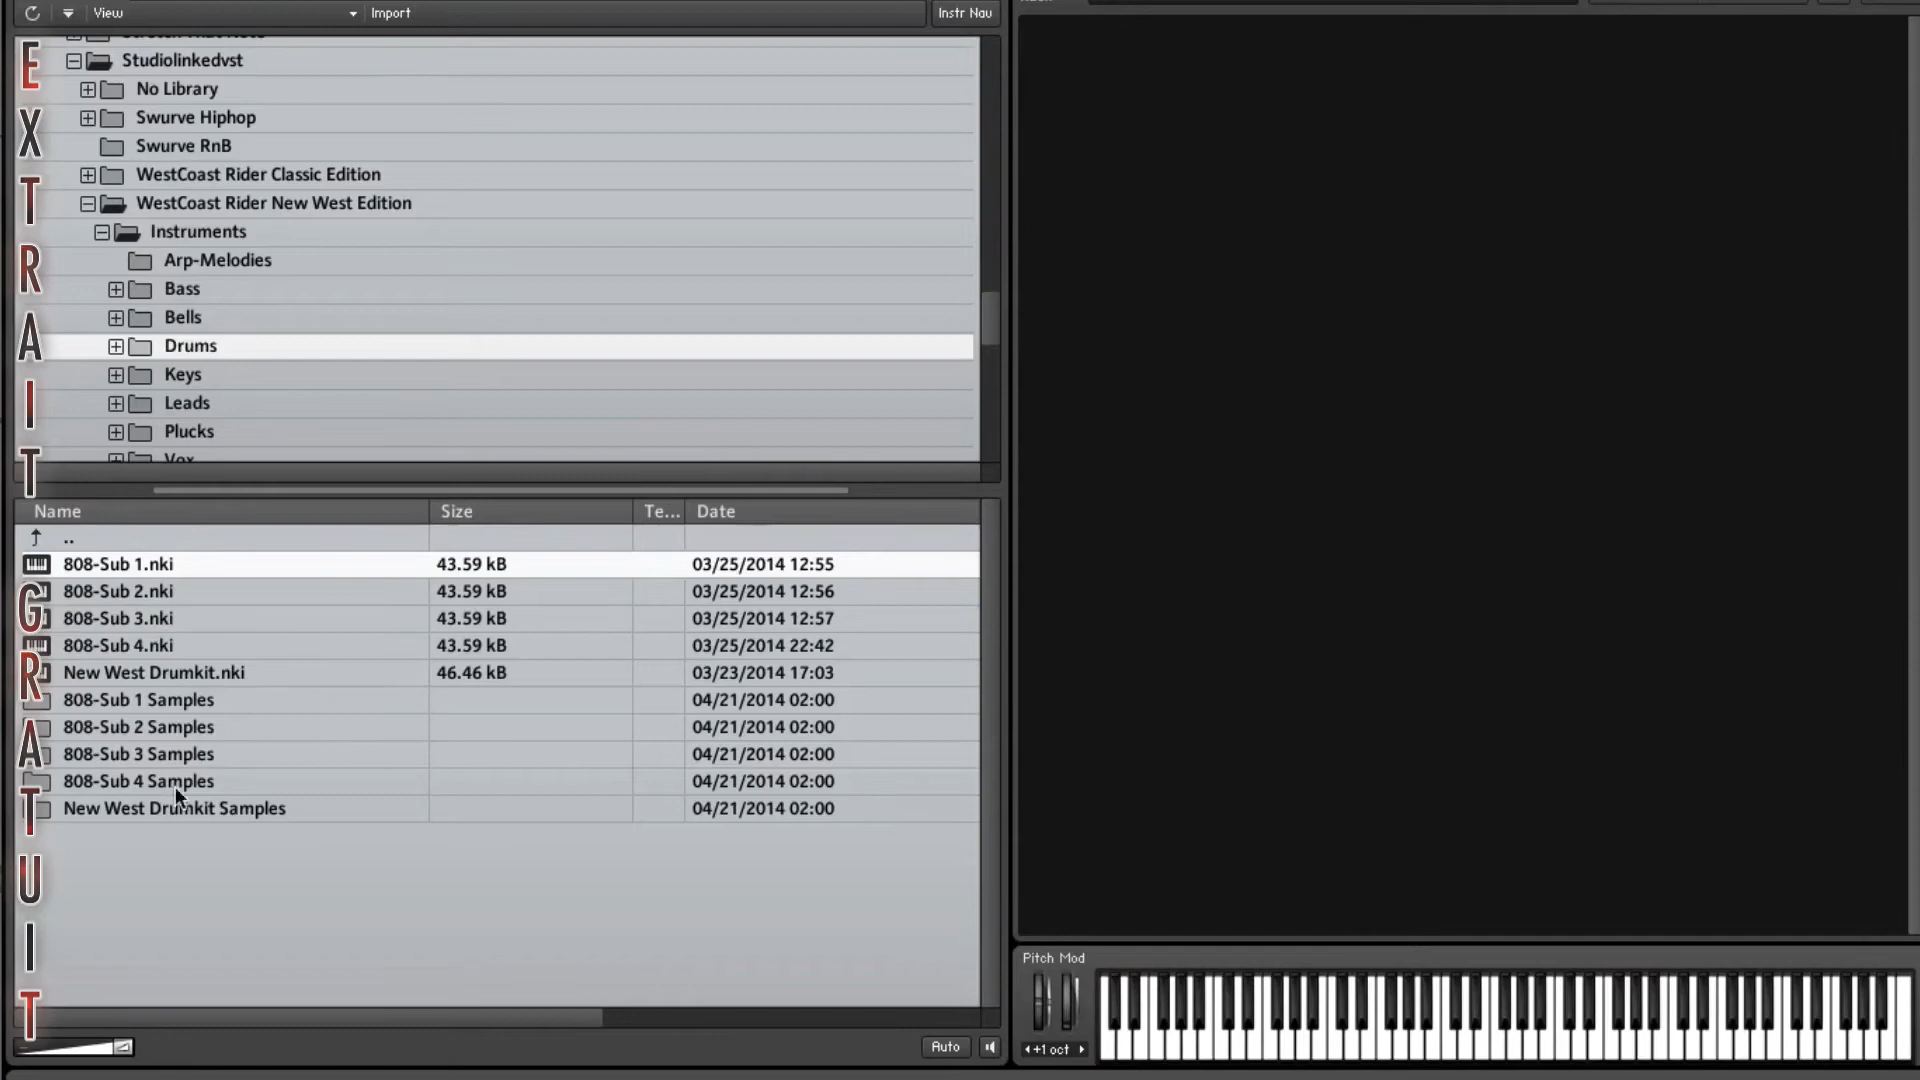 View
Import
Instr Nav
Studiolinkedvst
No Library
Swurve Hiphop
Swurve RnB
WestCoast Rider Classic Edition
WestCoast Rider New West Edition
Instruments
Arp-Melodies
Bass
Bells
Drums
Keys
Leads
Plucks
Vox
EXTRAIT GRATUIT
Name Size Te... Date
..
808-Sub 1.nki 43.59 kB 03/25/2014 12:55
808-Sub 2.nki 43.59 kB 03/25/2014 12:56
808-Sub 3.nki 43.59 kB 03/25/2014 12:57
808-Sub 4.nki 43.59 kB 03/25/2014 22:42
New West Drumkit.nki 46.46 kB 03/23/2014 17:03
808-Sub 1 Samples 04/21/2014 02:00
808-Sub 2 Samples 04/21/2014 02:00
808-Sub 3 Samples 04/21/2014 02:00
808-Sub 4 Samples 04/21/2014 02:00
New West Drumkit Samples 04/21/2014 02:00
Auto
Pitch Mod
+1 oct